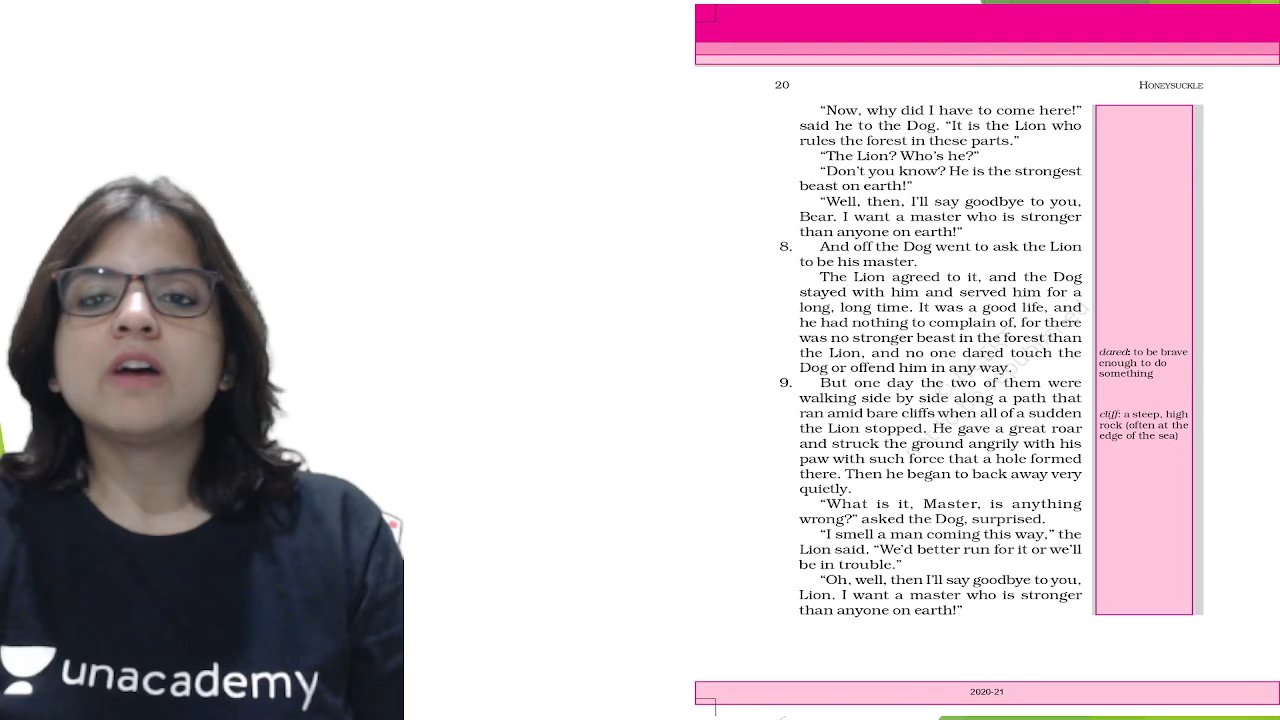 20
HONEYSUCKLE
“Now, why did I have to come here!”
said he to the Dog. “It is the Lion who
rules the forest in these parts.”
“The Lion? Who’s he?”
“Don’t you know? He is the strongest
beast on earth!”
“Well, then, I’ll say goodbye to you,
Bear. I want a master who is stronger
than anyone on earth!”
8. And off the Dog went to ask the Lion
to be his master.
The Lion agreed to it, and the Dog
stayed with him and served him for a
long, long time. It was a good life, and
he had nothing to complain of, for there
was no stronger beast in the forest than
the Lion, and no one dared touch the
Dog or offend him in any way.
9. But one day the two of them were
walking side by side along a path that
ran amid bare cliffs when all of a sudden
the Lion stopped. He gave a great roar
and struck the ground angrily with his
paw with such force that a hole formed
there. Then he began to back away very
quietly.
“What is it, Master, is anything
wrong?” asked the Dog, surprised.
“I smell a man coming this way,” the
Lion said. “We’d better run for it or we’ll
be in trouble.”
“Oh, well, then I’ll say goodbye to you,
Lion. I want a master who is stronger
than anyone on earth!”
dared: to be brave
enough to do
something
cliff: a steep, high
rock (often at the
edge of the sea)
2020-21
unacademy